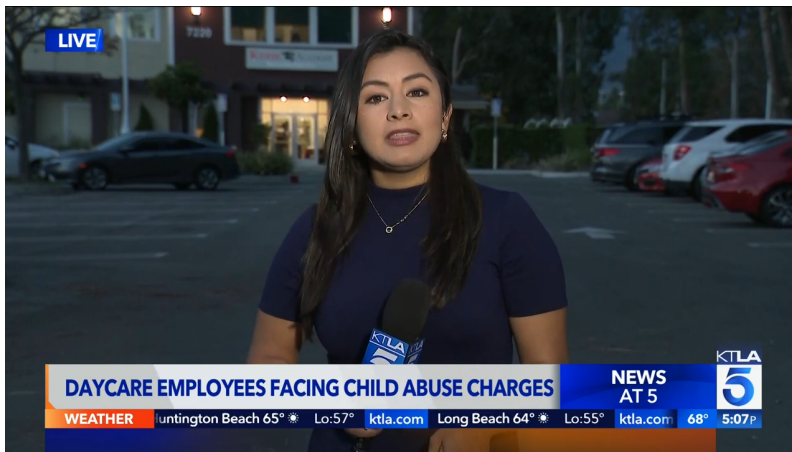 LIVE
7220
KTLA
5
KTLA
5
DAYCARE EMPLOYEES FACING CHILD ABUSE CHARGES
NEWS
AT 5
WEATHER
Huntington Beach 65° Lo:57° ktla.com Long Beach 64° Lo:55° ktla.com 68° 5:07P